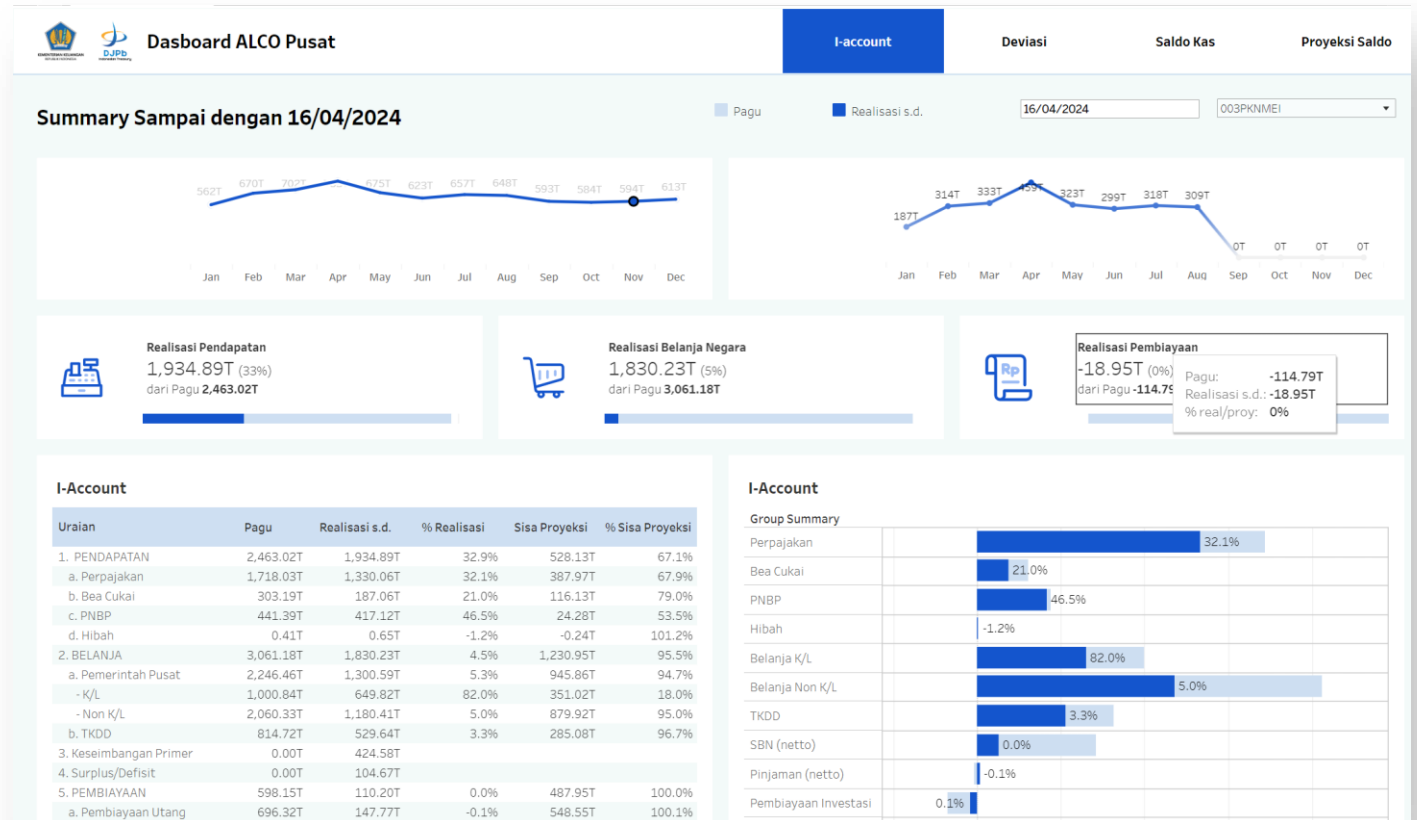 KEMENTERIAN KEUANGAN
DJPb
Dasboard ALCO Pusat
I-account Deviasi Saldo Kas Proyeksi Saldo
Summary Sampai dengan 16/04/2024
Pagu Realisasi s.d. 16/04/2024 003PKNMEI
562T 670T 702T 675T 623T 657T 648T 593T 584T 594T 613T
Jan Feb Mar Apr May Jun Jul Aug Sep Oct Nov Dec
187T 314T 333T 459T 323T 299T 318T 309T 0T 0T 0T 0T
Jan Feb Mar Apr May Jun Jul Aug Sep Oct Nov Dec
Realisasi Pendapatan
1,934.89T (33%)
dari Pagu 2,463.02T
Realisasi Belanja Negara
1,830.23T (5%)
dari Pagu 3,061.18T
Rp
Realisasi Pembiayaan
-18.95T (0%)
dari Pagu -114.79
Pagu: -114.79T
Realisasi s.d.: -18.95T
% real/proy: 0%
I-Account
Uraian Pagu Realisasi s.d. % Realisasi Sisa Proyeksi % Sisa Proyeksi
1. PENDAPATAN 2,463.02T 1,934.89T 32.9% 528.13T 67.1%
a. Perpajakan 1,718.03T 1,330.06T 32.1% 387.97T 67.9%
b. Bea Cukai 303.19T 187.06T 21.0% 116.13T 79.0%
c. PNBP 441.39T 417.12T 46.5% 24.28T 53.5%
d. Hibah 0.41T 0.65T -1.2% -0.24T 101.2%
2. BELANJA 3,061.18T 1,830.23T 4.5% 1,230.95T 95.5%
a. Pemerintah Pusat 2,246.46T 1,300.59T 5.3% 945.86T 94.7%
- K/L 1,000.84T 649.82T 82.0% 351.02T 18.0%
- Non K/L 2,060.33T 1,180.41T 5.0% 879.92T 95.0%
b. TKDD 814.72T 529.64T 3.3% 285.08T 96.7%
3. Keseimbangan Primer 0.00T 424.58T
4. Surplus/Defisit 0.00T 104.67T
5. PEMBIAYAAN 598.15T 110.20T 0.0% 487.95T 100.0%
a. Pembiayaan Utang 696.32T 147.77T -0.1% 548.55T 100.1%
I-Account
Group Summary
Perpajakan 32.1%
Bea Cukai 21.0%
PNBP 46.5%
Hibah -1.2%
Belanja K/L 82.0%
Belanja Non K/L 5.0%
TKDD 3.3%
SBN (netto) 0.0%
Pinjaman (netto) -0.1%
Pembiayaan Investasi 0.1%